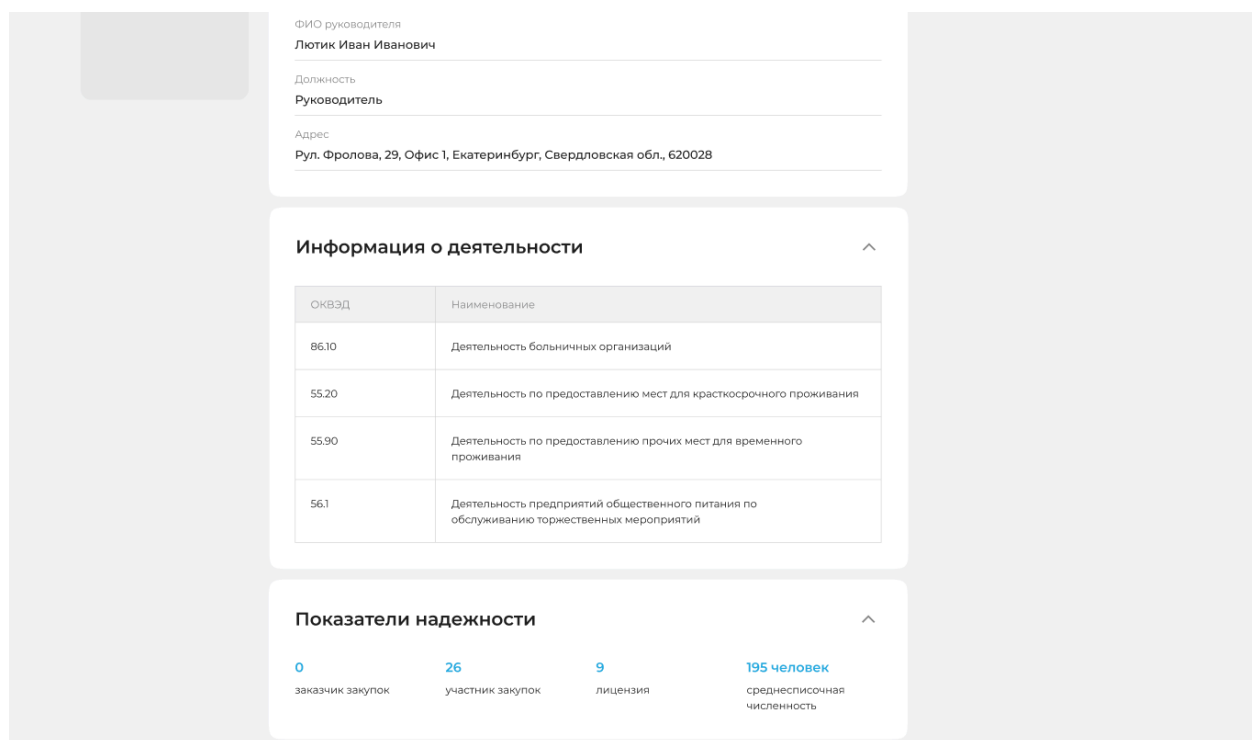 ФИО руководителя
Лютик Иван Иванович
Должность
Руководитель
Адрес
Рул. Фролова, 29, Офис 1, Екатеринбург, Свердловская обл., 620028
Информация о деятельности
ОКВЭД
Наименование
86.10
Деятельность больничных организаций
55.20
Деятельность по предоставлению мест для красткосрочного проживания
55.90
Деятельность по предоставлению прочих мест для временного
проживания
56.1
Деятельность предприятий общественного питания по
обслуживанию торжественных мероприятий
Показатели надежности
0
заказчик закупок
26
участник закупок
9
лицензия
195 человек
среднесписочная
численность